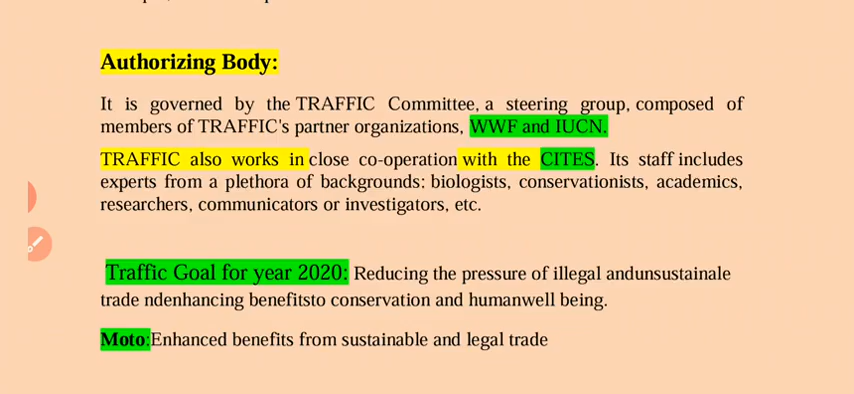 Authorizing Body:
It is governed by the TRAFFIC Committee, a steering group, composed of
members of TRAFFIC's partner organizations, WWF and IUCN.
TRAFFIC also works in close co-operation with the CITES. Its staff includes
experts from a plethora of backgrounds: biologists, conservationists, academics,
researchers, communicators or investigators, etc.
Traffic Goal for year 2020: Reducing the pressure of illegal andunsustainale
trade ndenhancing benefitsto conservation and humanwell being.
Moto:Enhanced benefits from sustainable and legal trade